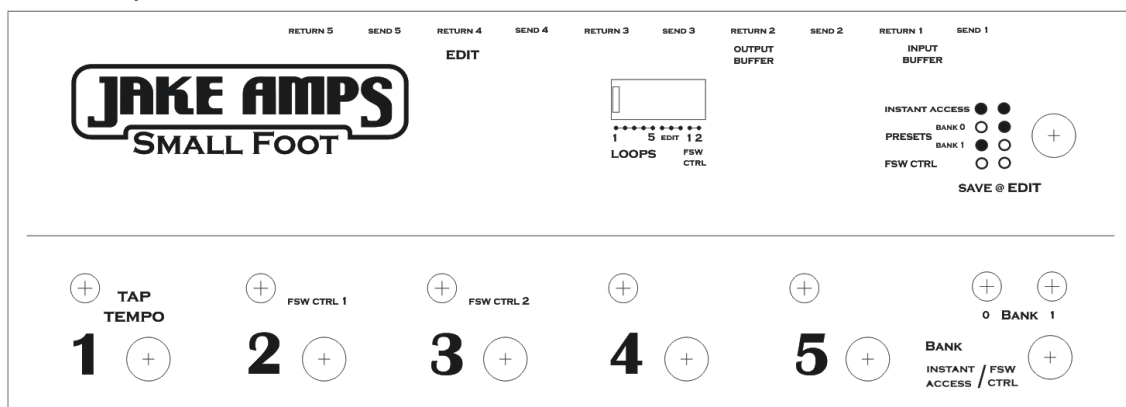 RETURN 5 SEND 5 RETURN 4 SEND 4 RETURN 3 SEND 3 RETURN 2 SEND 2 RETURN 1 SEND 1
EDIT
OUTPUT
BUFFER
INPUT
BUFFER
JAKE AMPS
SMALL FOOT
1 5 EDIT 1 2
LOOPS FSW
CTRL
INSTANT ACCESS
PRESETS
BANK 0
BANK 1
FSW CTRL
SAVE @ EDIT
TAP
TEMPO
FSW CTRL 1
FSW CTRL 2
0 BANK 1
1 2 3 4 5
BANK
INSTANT / FSW
ACCESS / CTRL